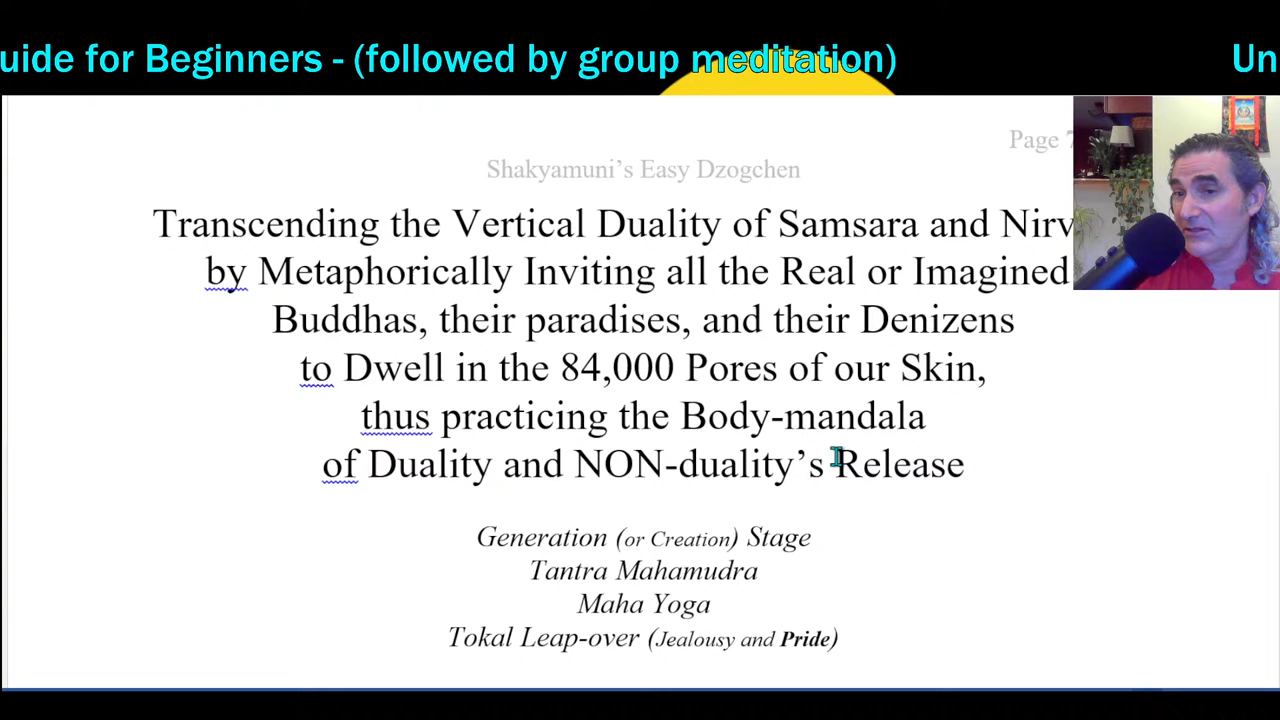 uide for Beginners - (followed by group meditation) Un
Page
Shakyamuni's Easy Dzogchen
Transcending the Vertical Duality of Samsara and Nirv
by Metaphorically Inviting all the Real or Imagined
Buddhas, their paradises, and their Denizens
to Dwell in the 84,000 Pores of our Skin,
thus practicing the Body-mandala
of Duality and NON-duality's Release
Generation (or Creation) Stage
Tantra Mahamudra
Maha Yoga
Tokal Leap-over (Jealousy and Pride)